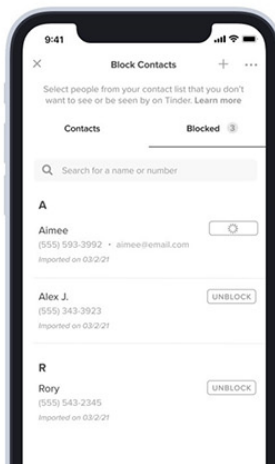 9:41
Block Contacts
Select people from your contact list that you don't
want to see or be seen by on Tinder. Learn more
Contacts
Blocked 3
Search for a name or number
A
Aimee
(555) 593-3992 • aimee@email.com
Imported on 03/2/21
Alex J.
UNBLOCK
(555) 343-3923
Imported on 03/2/21
R
Rory
UNBLOCK
(555) 543-2345
Imported on 03/2/21